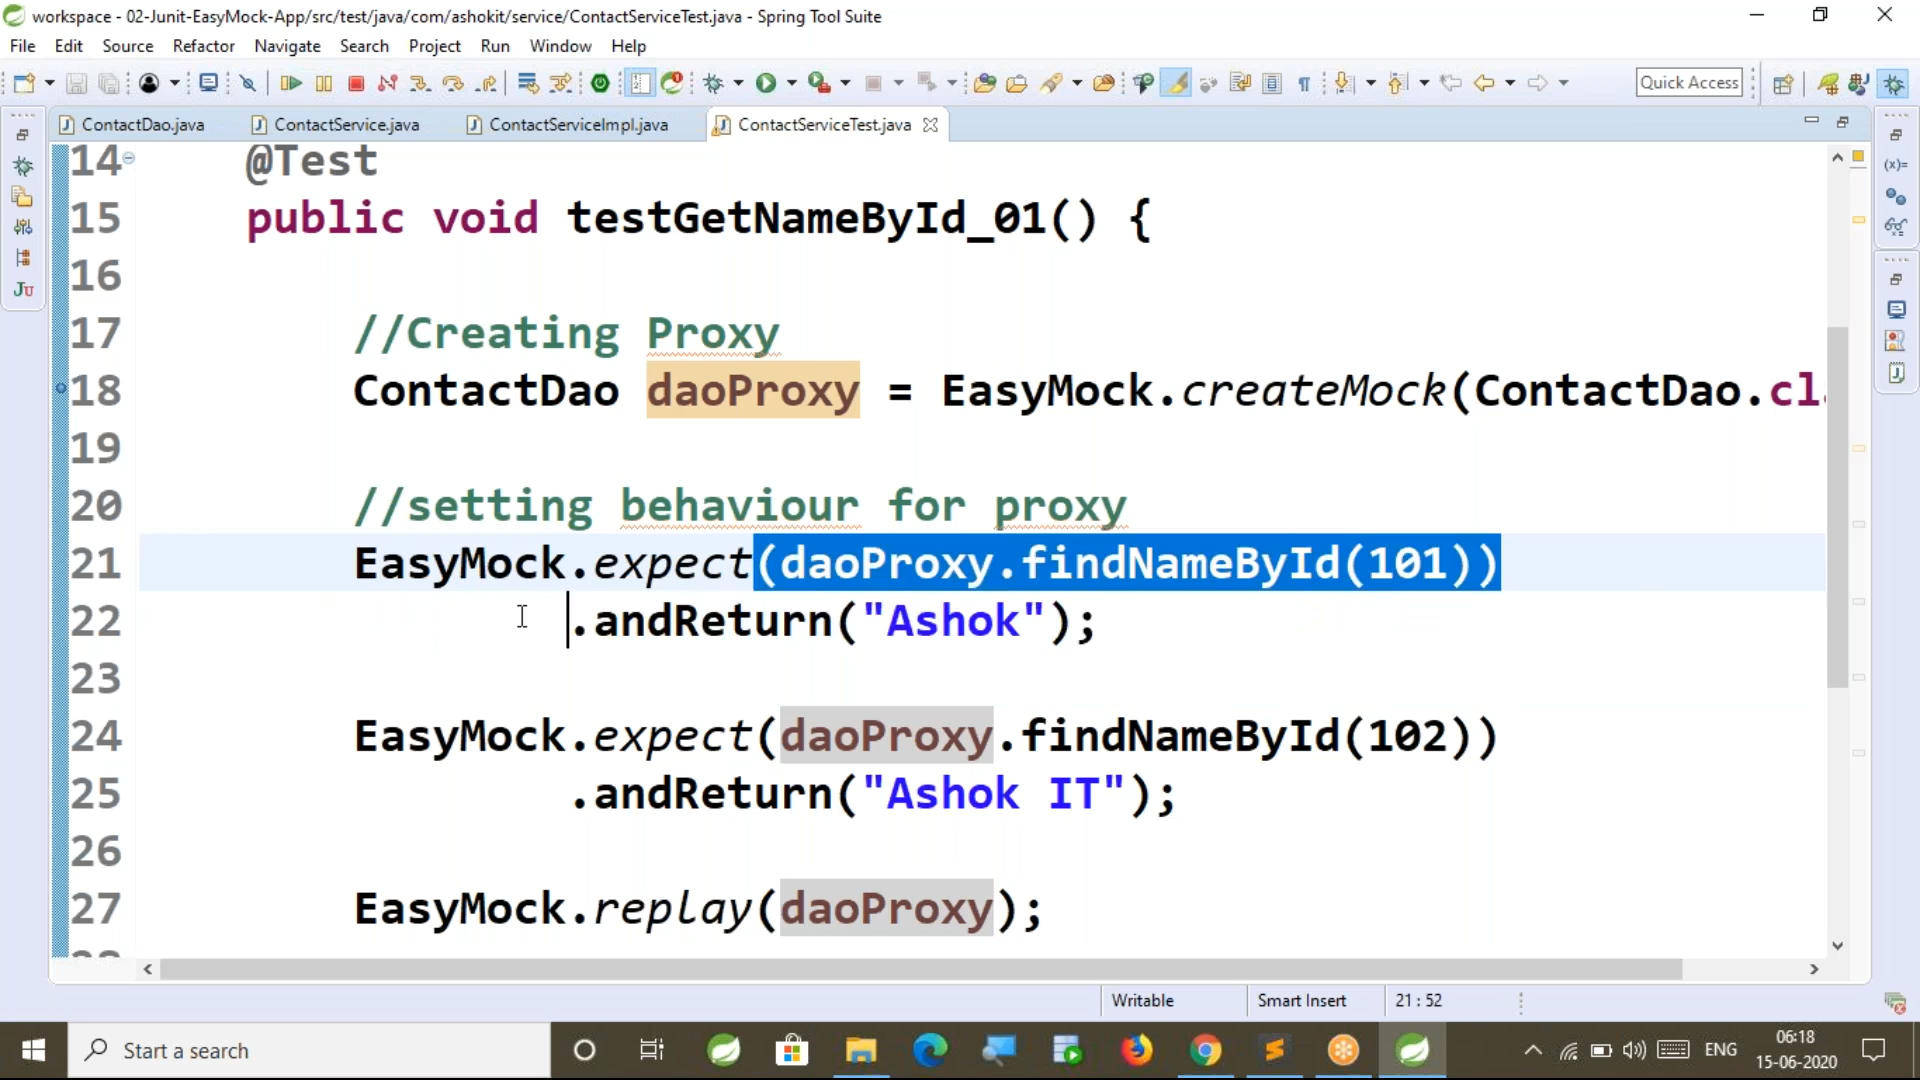 workspace - 02-Junit-EasyMock-App/src/test/java/com/ashokit/service/ContactServiceTest.java - Spring Tool Suite
File Edit Source Refactor Navigate Search Project Run Window Help
Quick Access
ContactDao.java ContactService.java ContactServiceImpl.java ContactServiceTest.java
14 @Test
15 public void testGetNameById_01() {
16
17 //Creating Proxy
18 ContactDao daoProxy = EasyMock.createMock(ContactDao.cl
19
20 //setting behaviour for proxy
21 EasyMock.expect(daoProxy.findNameById(101))
22 .andReturn("Ashok");
23
24 EasyMock.expect(daoProxy.findNameById(102))
25 .andReturn("Ashok IT");
26
27 EasyMock.replay(daoProxy);
Writable Smart Insert 21 : 52
Start a search
ENG
06:18
15-06-2020